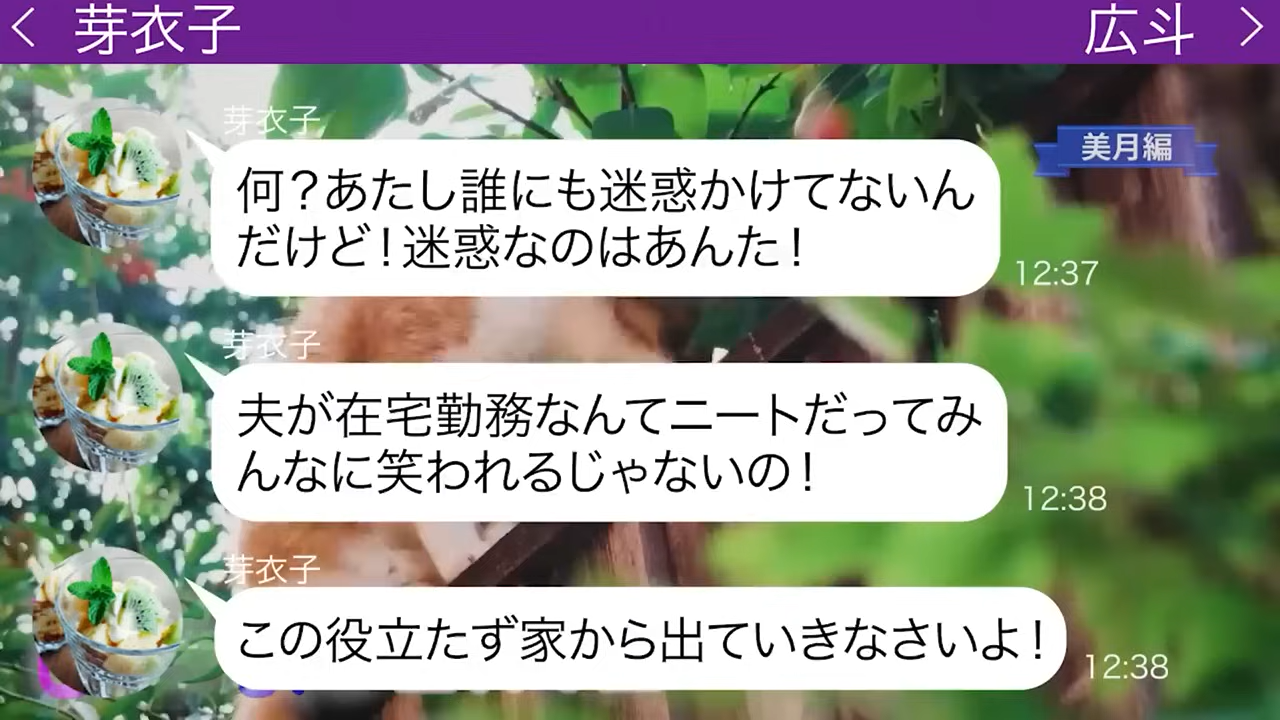 芽衣子
広斗
美月編
芽衣子
何？あたし誰にも迷惑かけてないん
だけど！迷惑なのはあんた！
12:37
芽衣子
夫が在宅勤務なんてニートだってみ
んなに笑われるじゃないの！
12:38
芽衣子
この役立たず家から出ていきなさいよ！
12:38